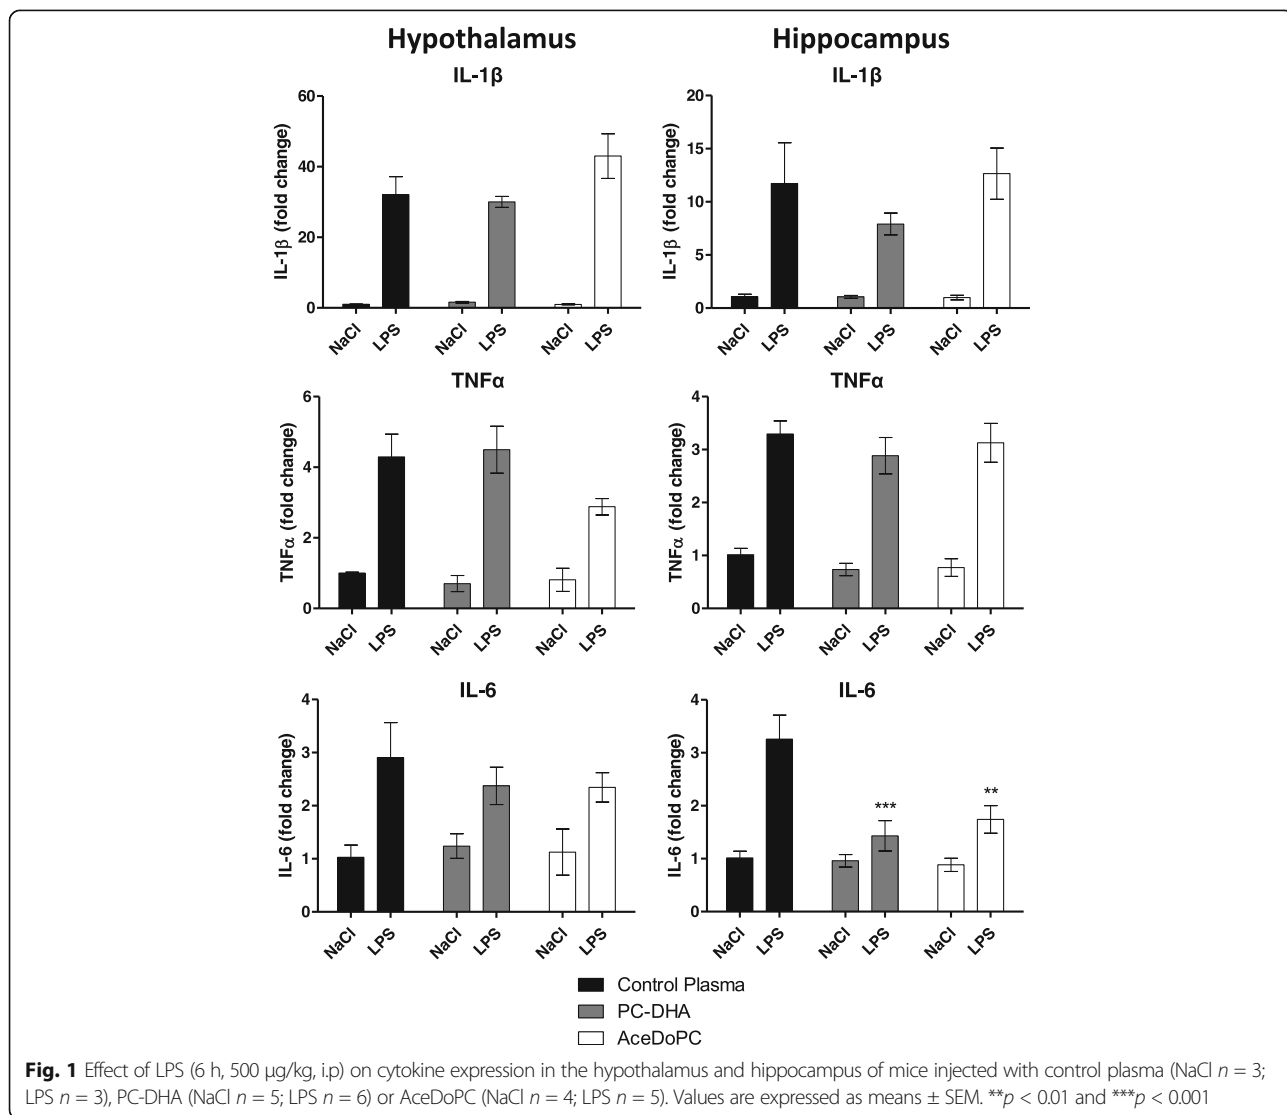 Hypothalamus
Hippocampus
IL-1β
IL-1β
IL-1β (fold change)
60
40
20
0
NaCl LPS NaCl LPS NaCl LPS
IL-1β (fold change)
20
15
10
5
0
NaCl LPS NaCl LPS NaCl LPS
TNFα
TNFα
TNFα (fold change)
6
4
2
0
NaCl LPS NaCl LPS NaCl LPS
TNFα (fold change)
4
3
2
1
0
NaCl LPS NaCl LPS NaCl LPS
IL-6
IL-6
IL-6 (fold change)
4
3
2
1
0
NaCl LPS NaCl LPS NaCl LPS
IL-6 (fold change)
4
3
2
1
0
***
**
NaCl LPS NaCl LPS NaCl LPS
Control Plasma
PC-DHA
AceDoPC
Fig. 1 Effect of LPS (6 h, 500 μg/kg, i.p) on cytokine expression in the hypothalamus and hippocampus of mice injected with control plasma (NaCl n = 3;
LPS n = 3), PC-DHA (NaCl n = 5; LPS n = 6) or AceDoPC (NaCl n = 4; LPS n = 5). Values are expressed as means ± SEM. **p < 0.01 and ***p < 0.001